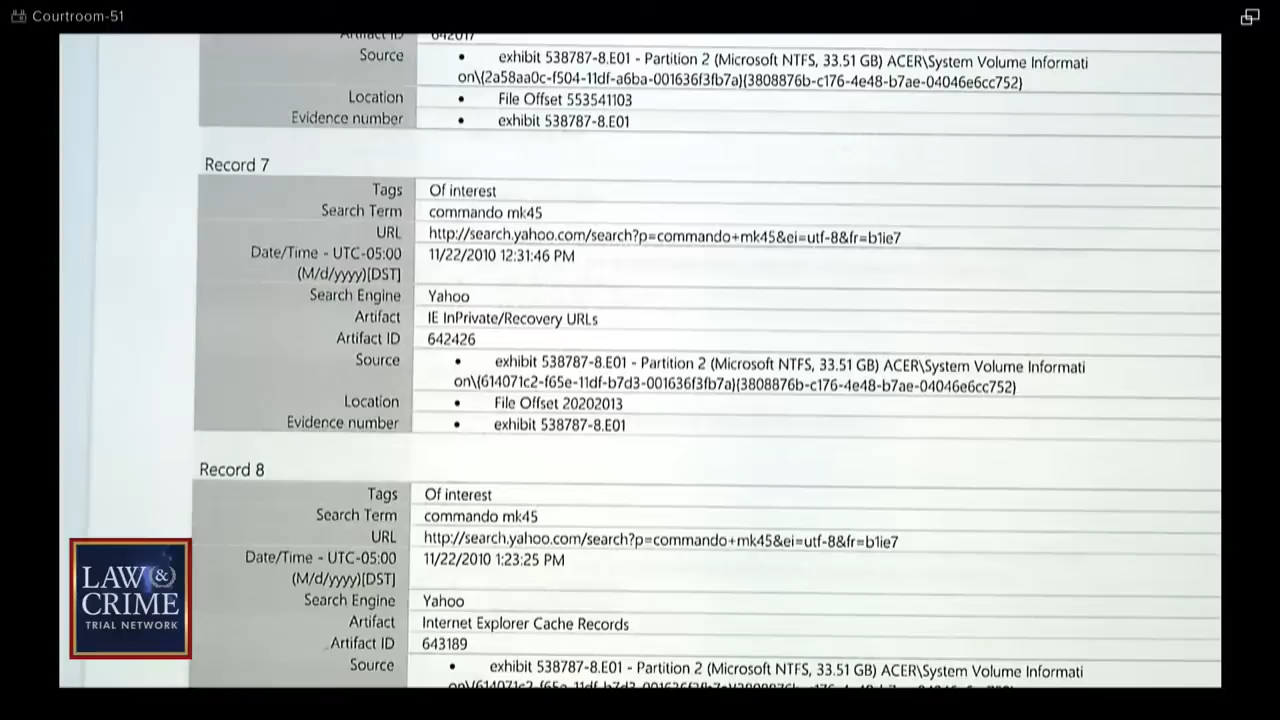 Courtroom-51
Artifact ID 642017
Source • exhibit 538787-8.E01 - Partition 2 (Microsoft NTFS, 33.51 GB) ACER\System Volume Informati
on\{2a58aa0c-f504-11df-a6ba-001636f3fb7a}{3808876b-c176-4e48-b7ae-04046e6cc752}
Location • File Offset 553541103
Evidence number • exhibit 538787-8.E01
Record 7
Tags Of interest
Search Term commando mk45
URL http://search.yahoo.com/search?p=commando+mk45&ei=utf-8&fr=b1ie7
Date/Time - UTC-05:00 11/22/2010 12:31:46 PM
(M/d/yyyy)[DST]
Search Engine Yahoo
Artifact IE InPrivate/Recovery URLs
Artifact ID 642426
Source • exhibit 538787-8.E01 - Partition 2 (Microsoft NTFS, 33.51 GB) ACER\System Volume Informati
on\{614071c2-f65e-11df-b7d3-001636f3fb7a}{3808876b-c176-4e48-b7ae-04046e6cc752}
Location • File Offset 20202013
Evidence number • exhibit 538787-8.E01
Record 8
Tags Of interest
Search Term commando mk45
URL http://search.yahoo.com/search?p=commando+mk45&ei=utf-8&fr=b1ie7
Date/Time - UTC-05:00 11/22/2010 1:23:25 PM
(M/d/yyyy)[DST]
Search Engine Yahoo
Artifact Internet Explorer Cache Records
Artifact ID 643189
Source • exhibit 538787-8.E01 - Partition 2 (Microsoft NTFS, 33.51 GB) ACER\System Volume Informati
LAW &
CRIME
TRIAL NETWORK